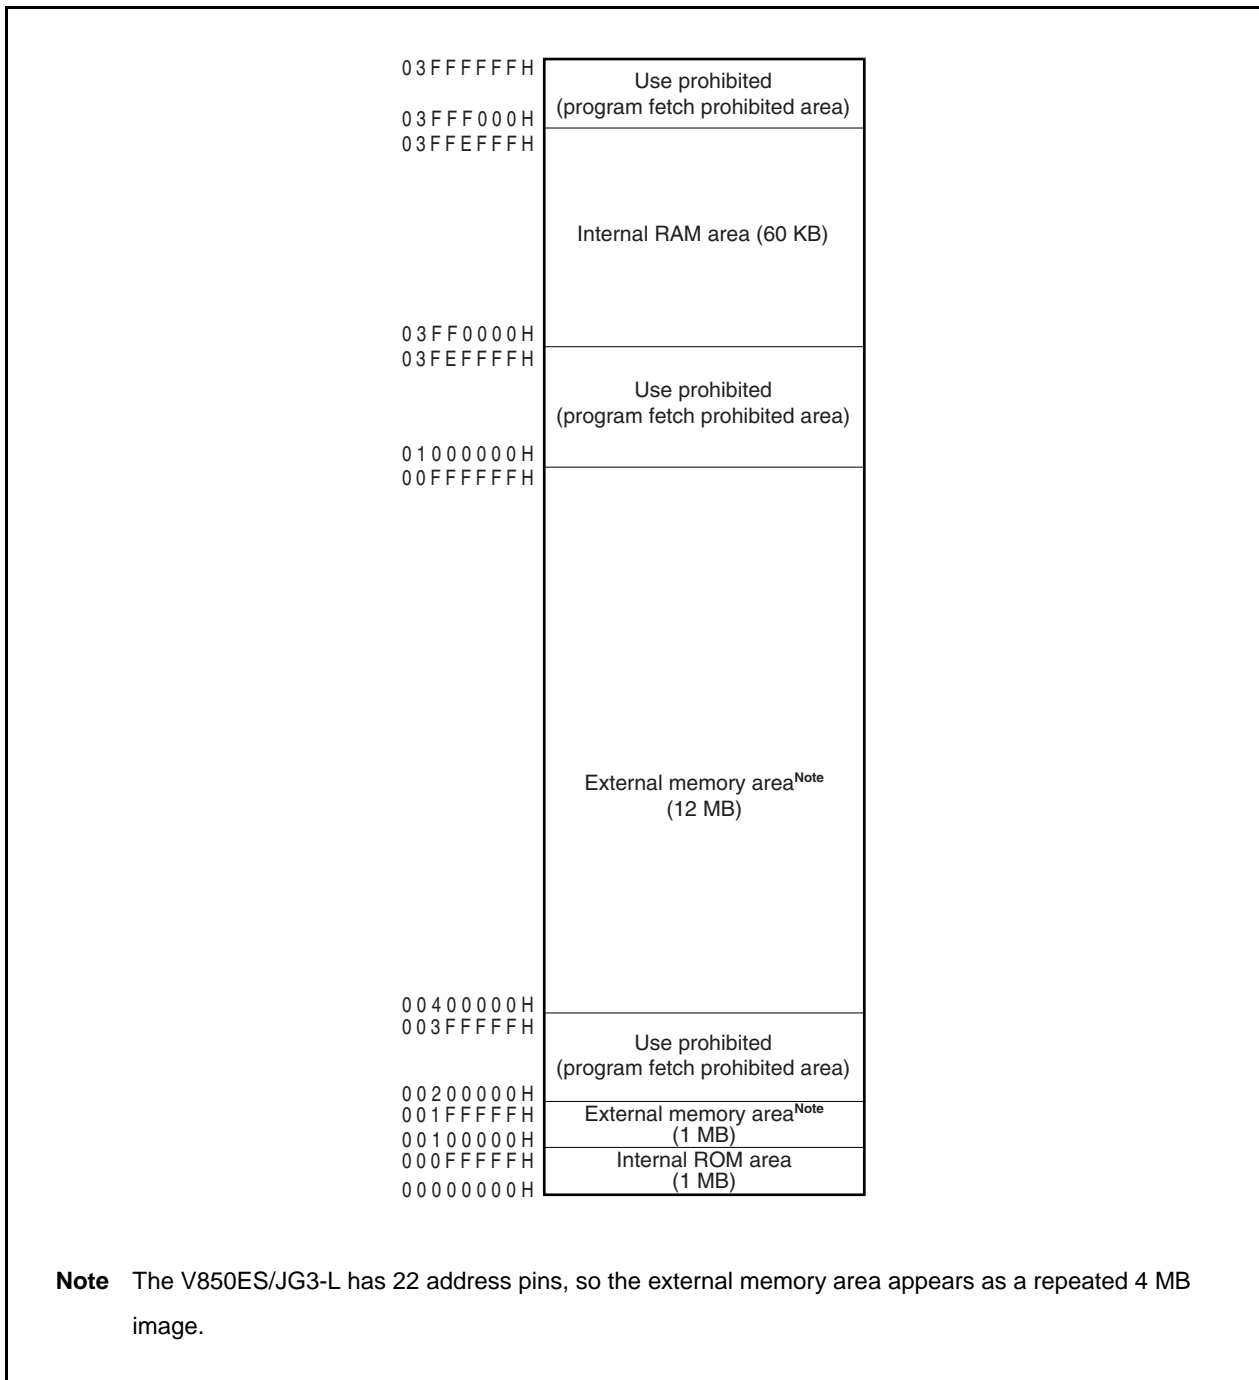 03FFFFFFH
Use prohibited
(program fetch prohibited area)
03FFF000H
03FFEFFFH
Internal RAM area (60 KB)
03FF0000H
03FEFFFFH
Use prohibited
(program fetch prohibited area)
01000000H
00FFFFFFH
External memory areaNote
(12 MB)
00400000H
003FFFFFH
Use prohibited
(program fetch prohibited area)
00200000H
001FFFFFH
External memory areaNote
(1 MB)
00100000H
000FFFFFH
Internal ROM area
(1 MB)
00000000H
Note The V850ES/JG3-L has 22 address pins, so the external memory area appears as a repeated 4 MB
image.